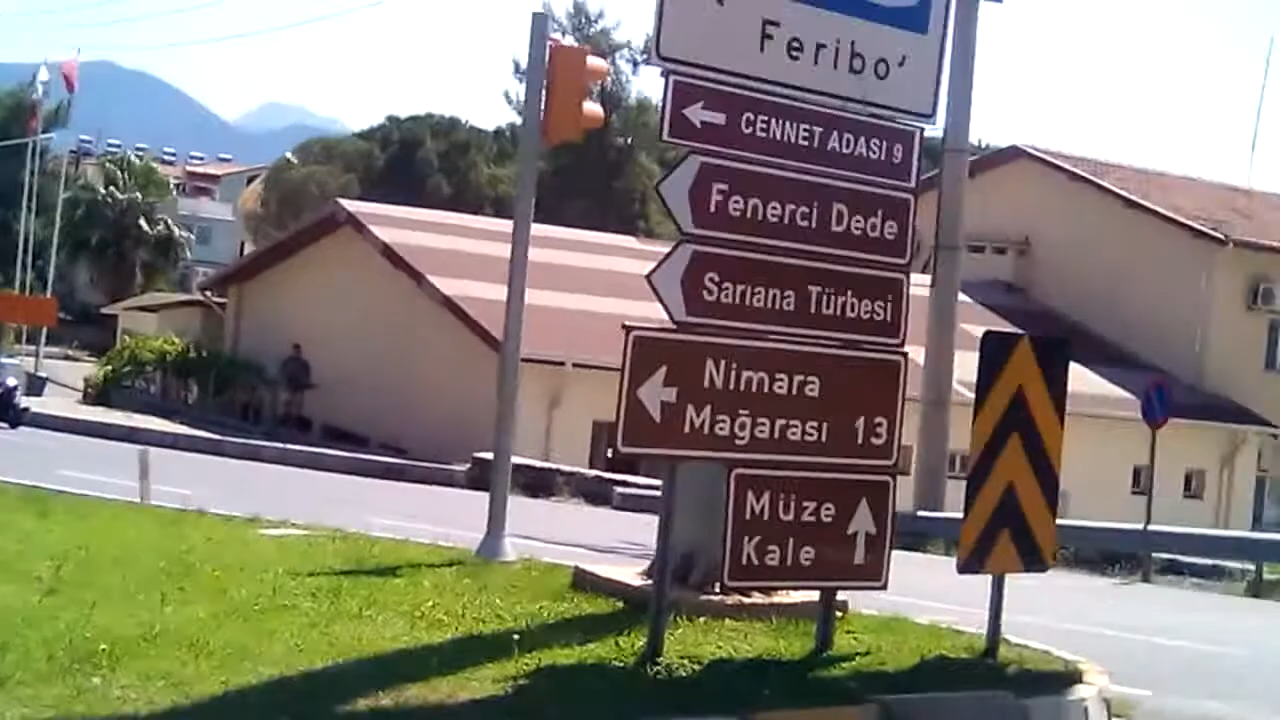 Feribo'
CENNET ADASI 9
Fenerci Dede
Sarıana Türbesi
Nimara
Mağarası 13
Müze
Kale